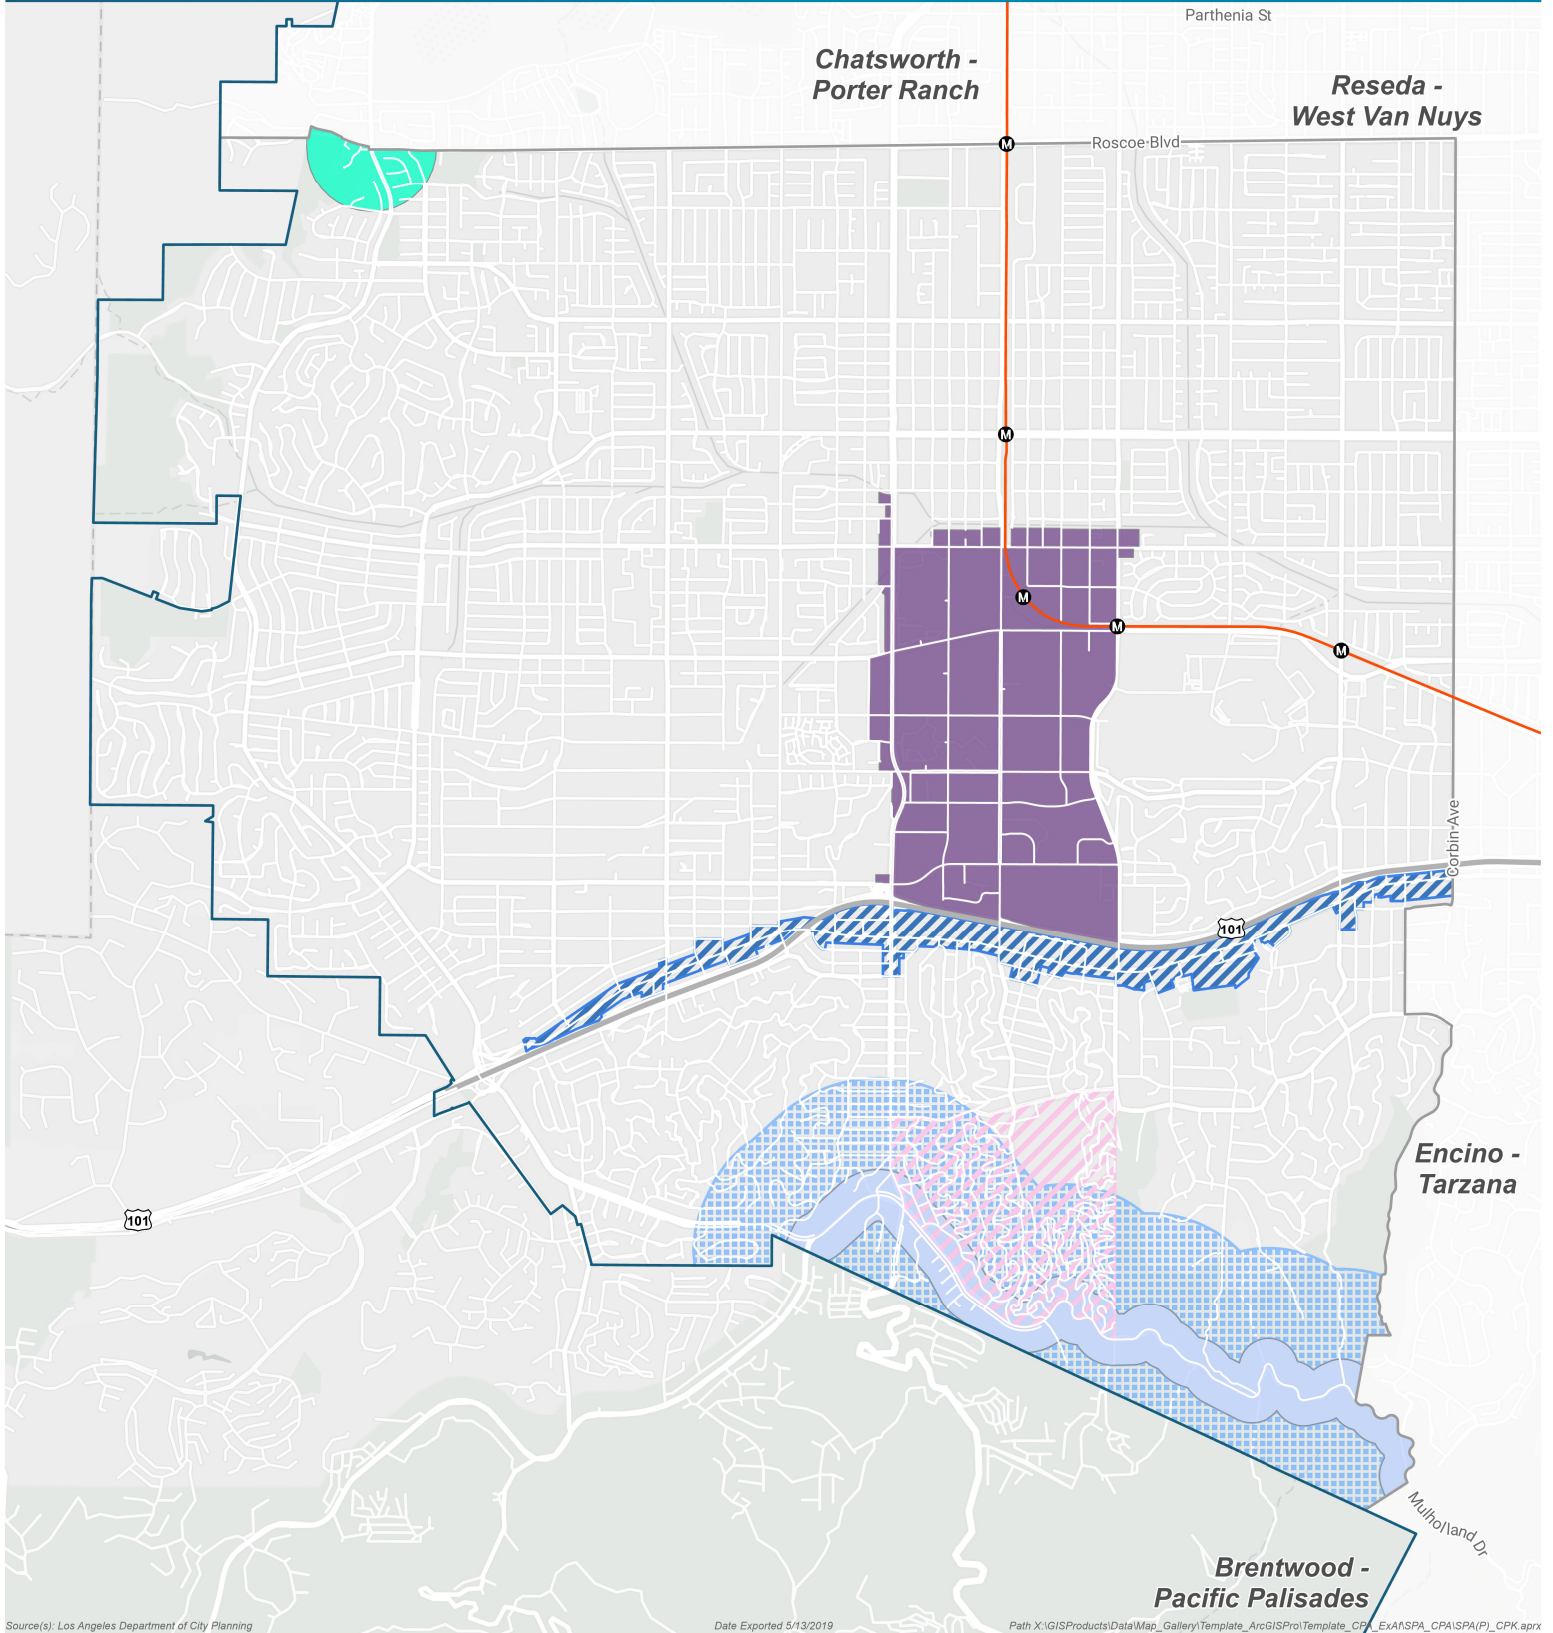 Parthenia St
Chatsworth -
Porter Ranch
Reseda -
West Van Nuys
M
Roscoe Blvd
M
M
M
M
Corbin Ave
101
Encino -
Tarzana
101
Mulholland Dr
Brentwood -
Pacific Palisades
Source(s): Los Angeles Department of City Planning
Date Exported 5/13/2019
Path X:\GISProducts\Data\Map_Gallery\Template_ArcGISPro\Template_CPA_ExAf\SPA_CPA\SPA(P)_CPK.aprx